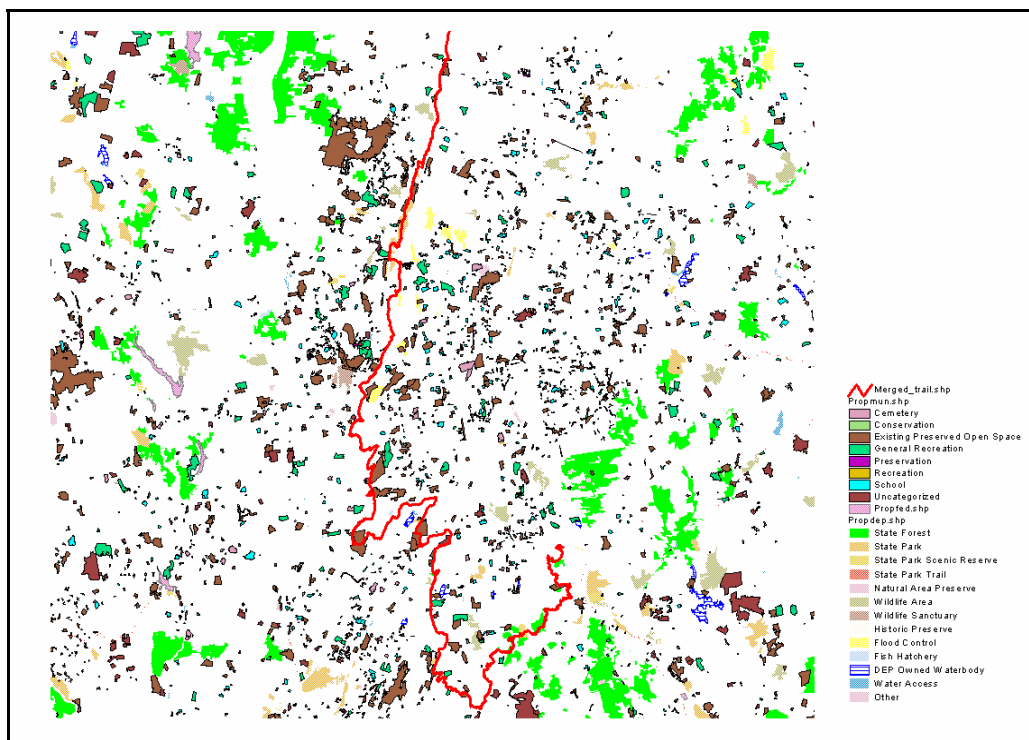 Merged_trail.shp
Propmun.shp
Cemetery
Conservation
Existing Preserved Open Space
General Recreation
Preservation
Recreation
School
Uncategorized
Propfed.shp
Propdep.shp
State Forest
State Park
State Park Scenic Reserve
State Park Trail
Natural Area Preserve
Wildlife Area
Wildlife Sanctuary
Historic Preserve
Flood Control
Fish Hatchery
DEP Owned Waterbody
Water Access
Other